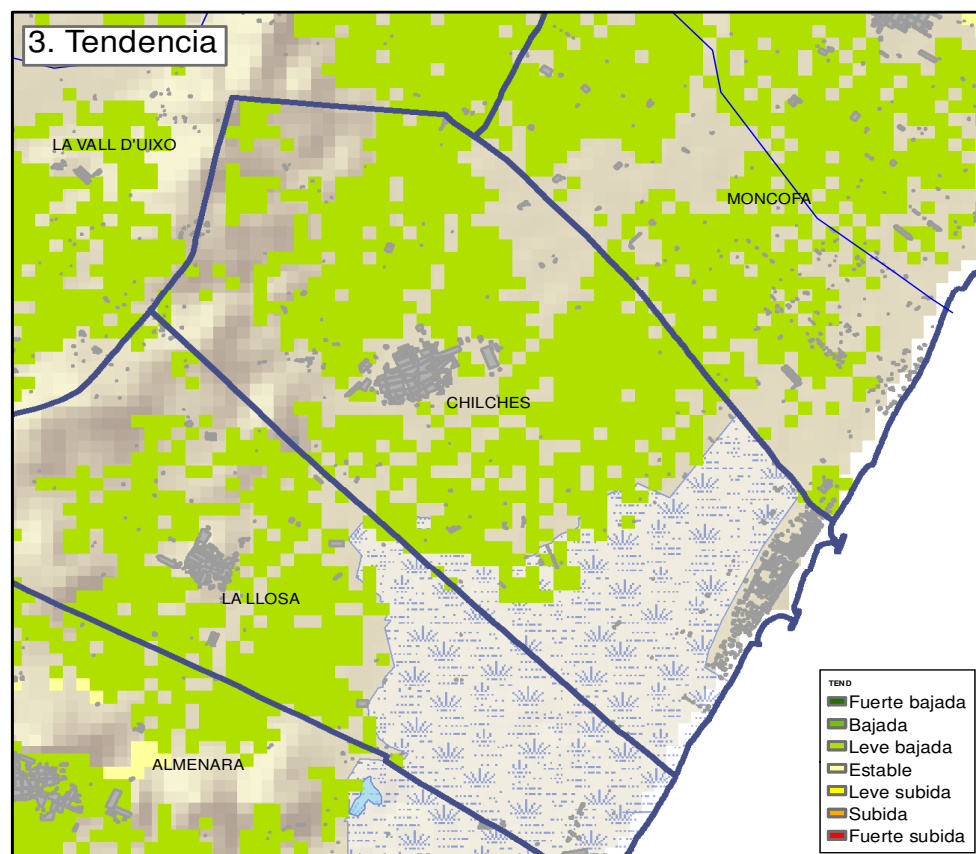 3. Tendencia
LA VALL D'UIXO
MONCOFA
CHILCHES
LA LLOSA
ALMENARA
TEND
Fuerte bajada
Bajada
Leve bajada
Estable
Leve subida
Subida
Fuerte subida